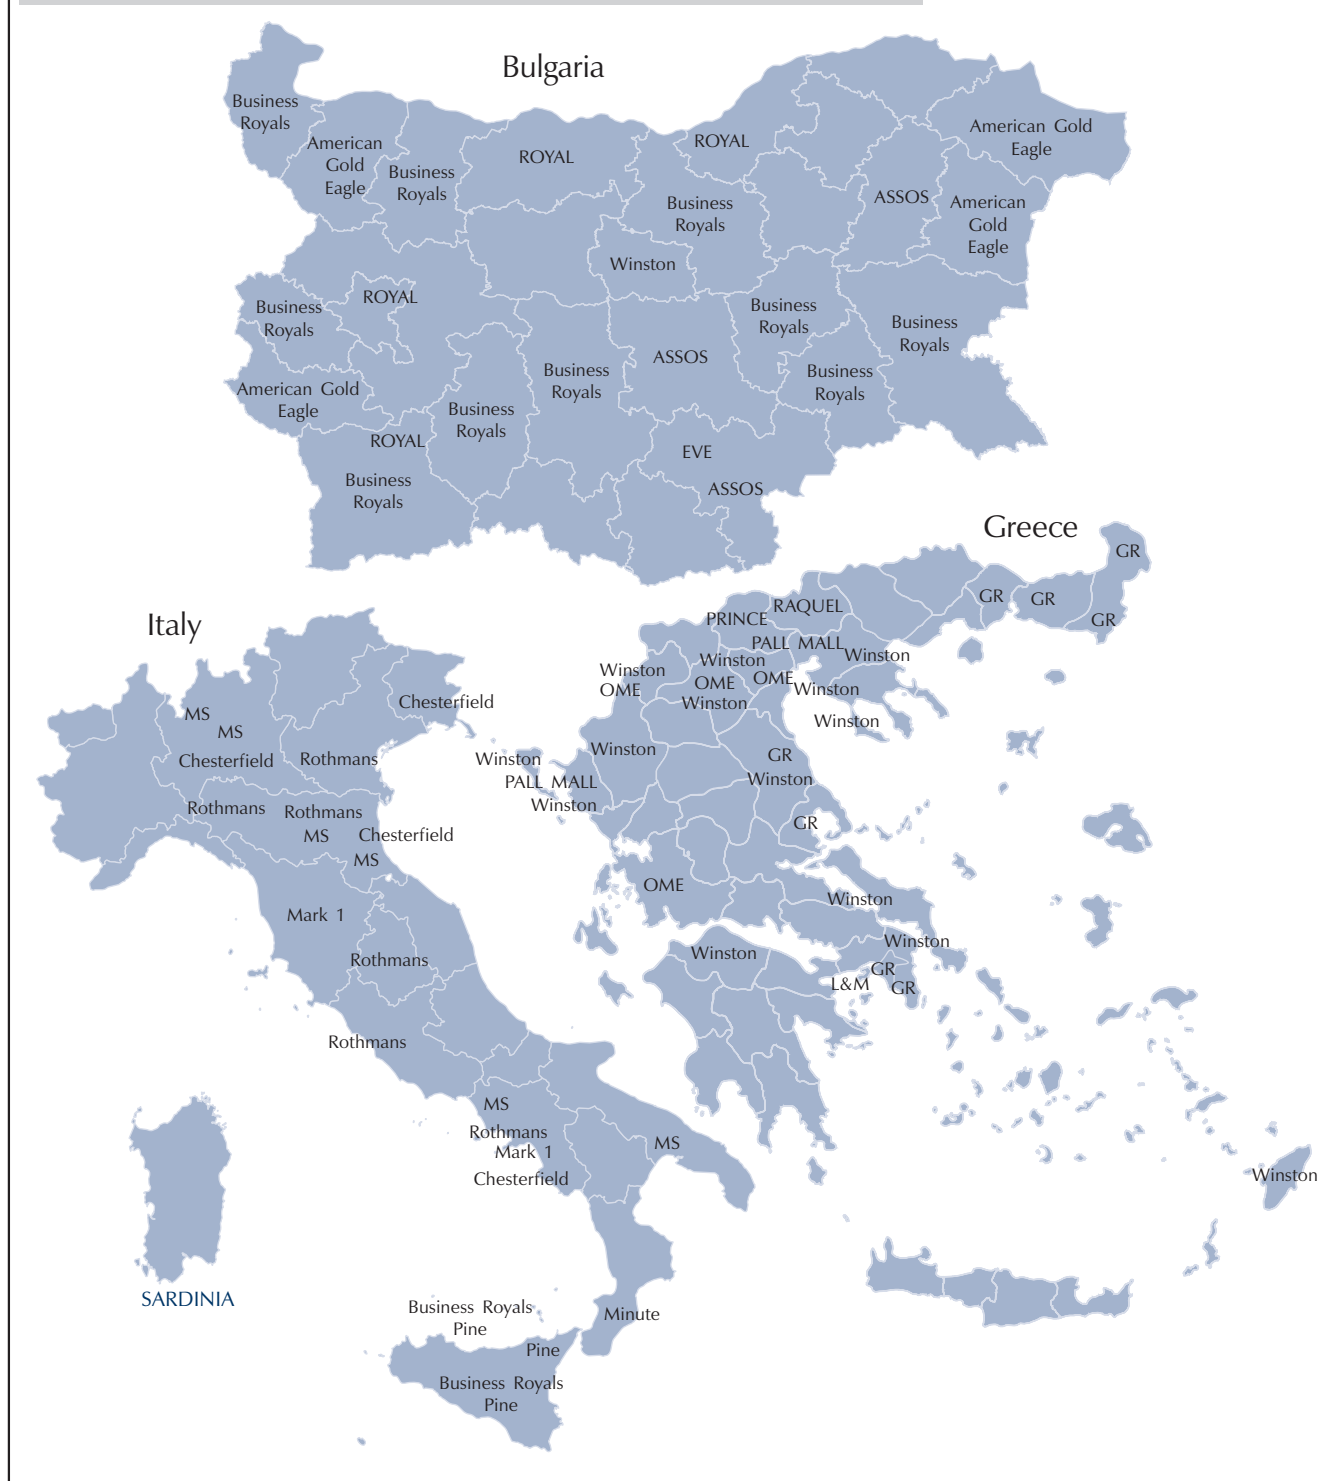 Bulgaria
Business
Royals
American
Gold
Eagle
Business
Royals
ROYAL
ROYAL
Business
Royals
ASSOS
American Gold
Eagle
American
Gold
Eagle
Winston
Business
Royals
ROYAL
Business
Royals
Business
Royals
American Gold
Eagle
Business
Royals
Business
Royals
ASSOS
Business
Royals
ROYAL
Business
Royals
EVE
ASSOS
Greece
GR
GR
GR
GR
PRINCE
RAQUEL
PALL MALL
Winston
Winston
OME
Winston
OME
Winston
OME
Winston
Winston
Winston
GR
Winston
Winston
PALL MALL
Winston
GR
OME
Winston
Winston
Winston
GR
L&M
GR
Winston
Italy
MS
MS
Chesterfield
Chesterfield
Rothmans
Rothmans
Rothmans
MS
Chesterfield
MS
Mark 1
Rothmans
Rothmans
MS
Rothmans
Mark 1
Chesterfield
MS
SARDINIA
Business Royals
Pine
Minute
Pine
Business Royals
Pine